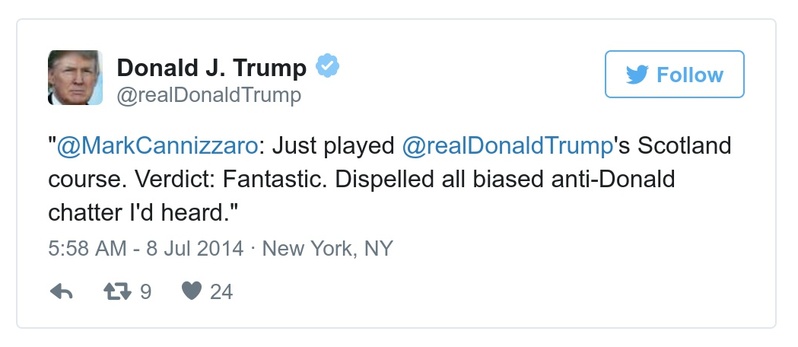 Donald J. Trump
@realDonaldTrump
Follow
"@MarkCannizzaro: Just played @realDonaldTrump's Scotland
course. Verdict: Fantastic. Dispelled all biased anti-Donald
chatter I'd heard."
5:58 AM - 8 Jul 2014 · New York, NY
9 24